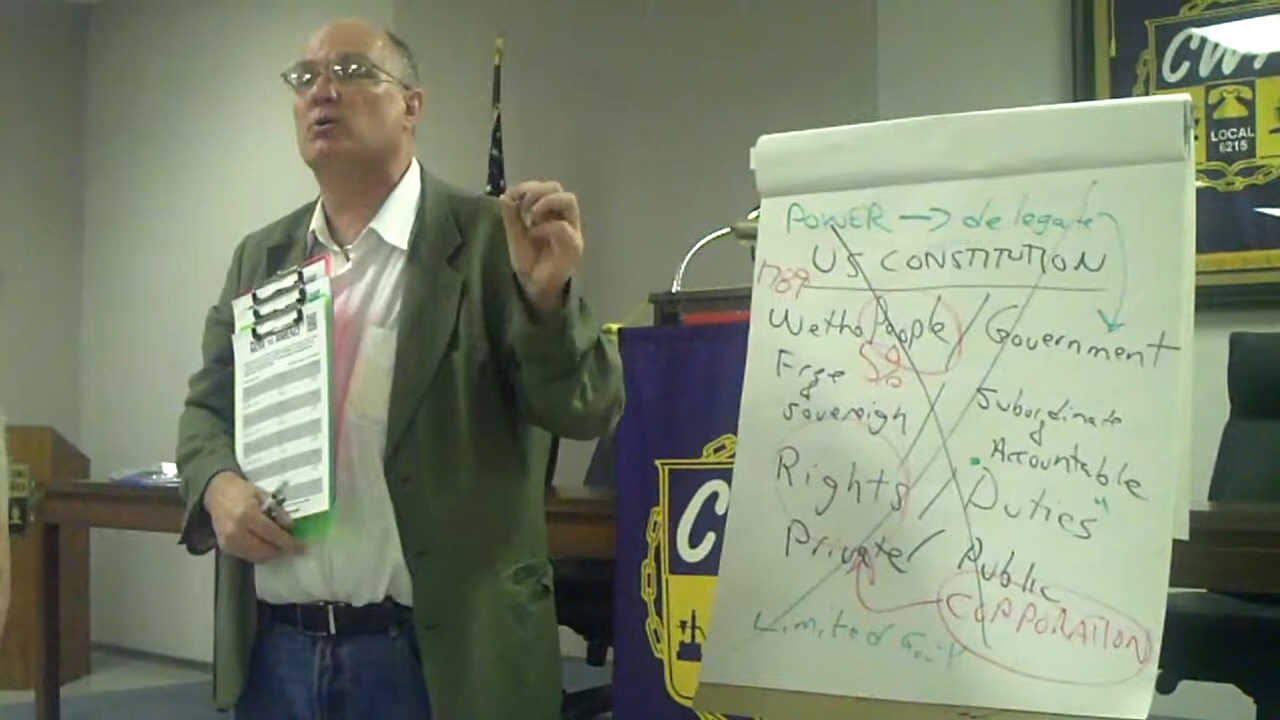 CWA
LOCAL
6215
POWER → delegate
US CONSTITUTION
1789
We the People / Government
Free
Sovereign
Subordinate
Accountable
Rights / Duties"
Private / Public
CORPORATION
Limited Gov't
C